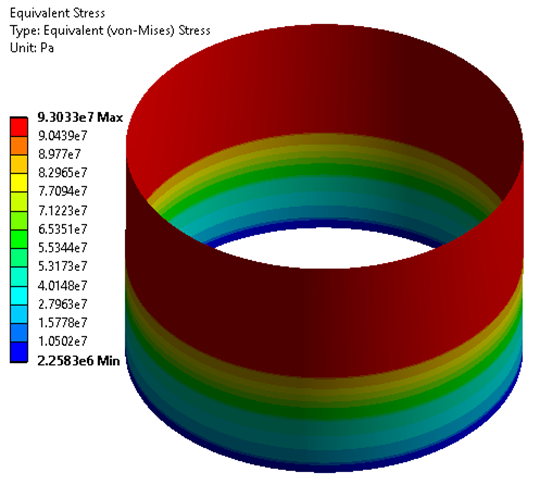 Equivalent Stress
Type: Equivalent (von-Mises) Stress
Unit: Pa
9.3033e7 Max
9.0439e7
8.977e7
8.2965e7
7.7094e7
7.1223e7
6.5351e7
5.5344e7
5.3173e7
4.0148e7
2.7963e7
1.5778e7
1.0502e7
2.2583e6 Min